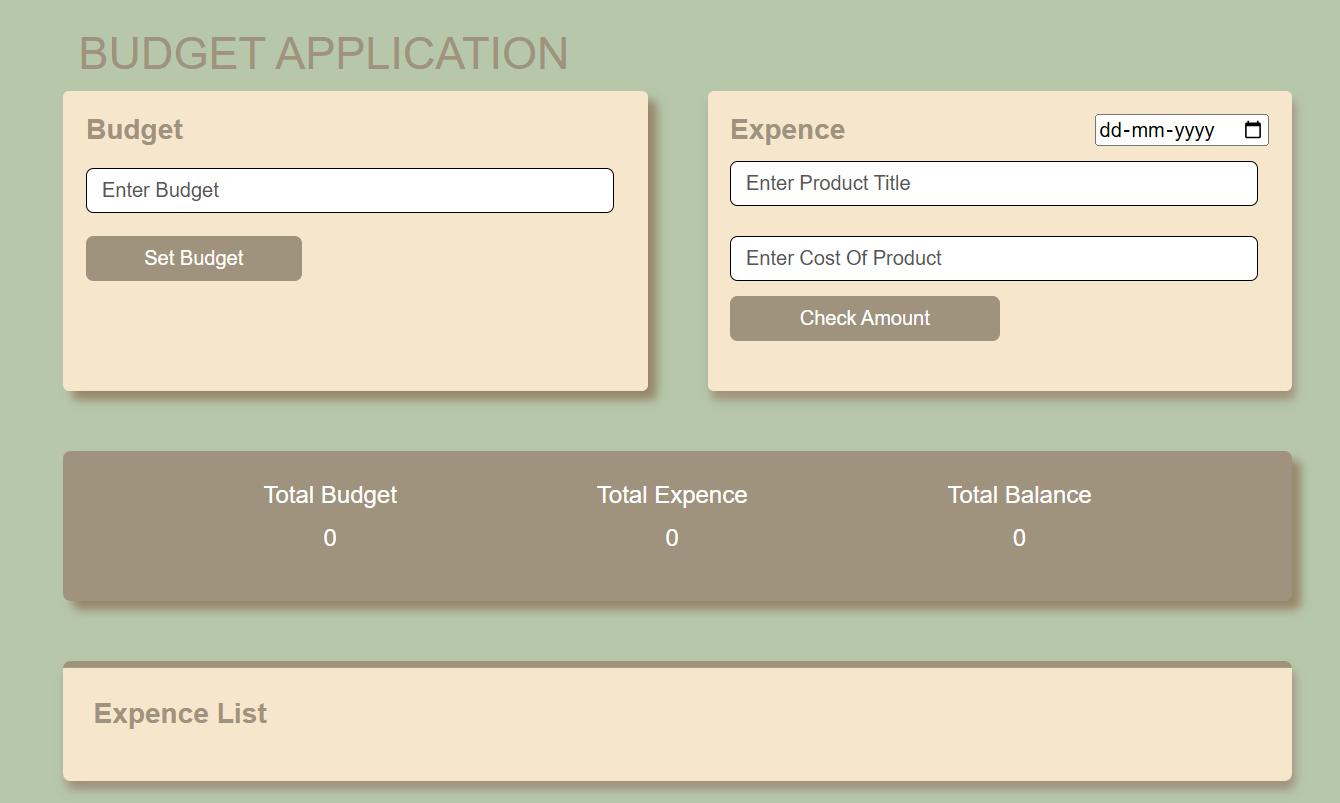 BUDGET APPLICATION
Budget
Enter Budget
Set Budget
Expence
dd-mm-yyyy
Enter Product Title
Enter Cost Of Product
Check Amount
Total Budget
0
Total Expence
0
Total Balance
0
Expence List